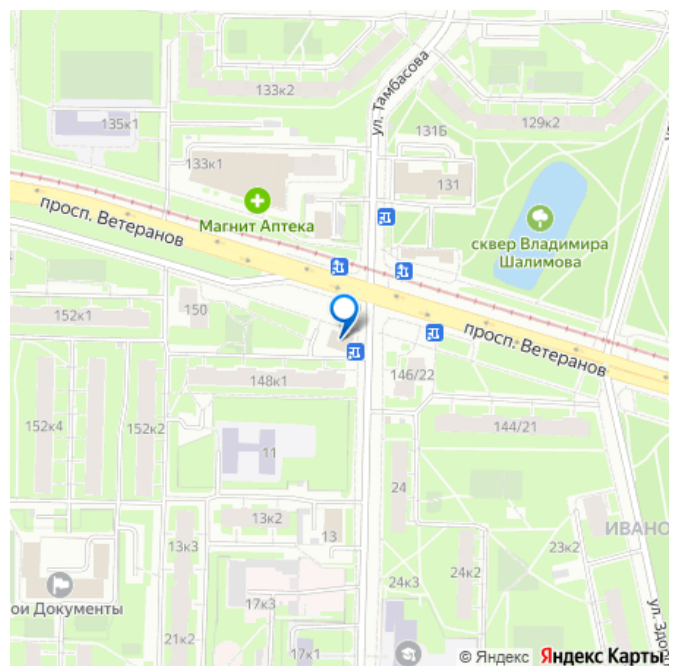 133к2
ул. Тамбасова
135к1
131Б
129к2
133к1
131
Магнит Аптека
просп. Ветеранов
сквер Владимира
Шалимова
150
152к1
просп. Ветеранов
148к1
146/22
152к4
152к2
144/21
11
24
13к2
13
ИВАНО
13к3
23к2
24к3
24к2
ои Документы
17к3
21к2
17к1
ул. Здо
© Яндекс Яндекс Карты